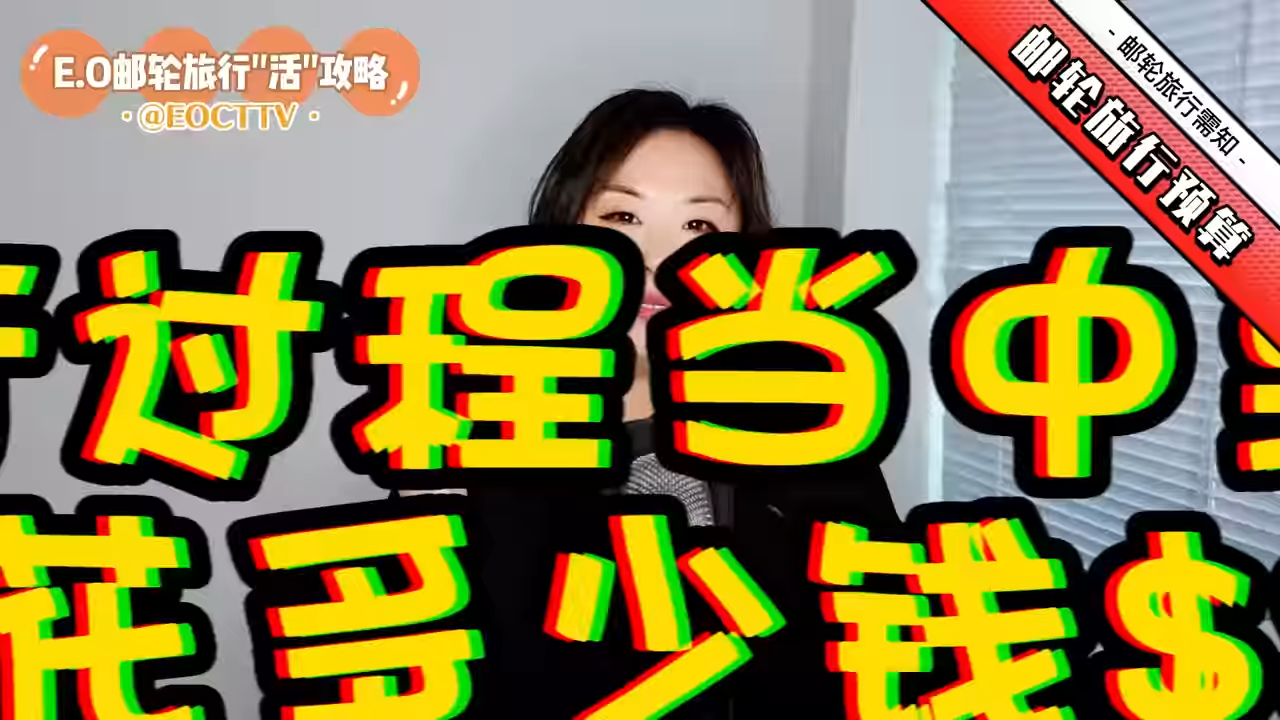 E.O邮轮旅行"活"攻略
·@EOCTTV·
- 邮轮旅行需知 -
邮轮旅行预算
过程当中
花多少钱$